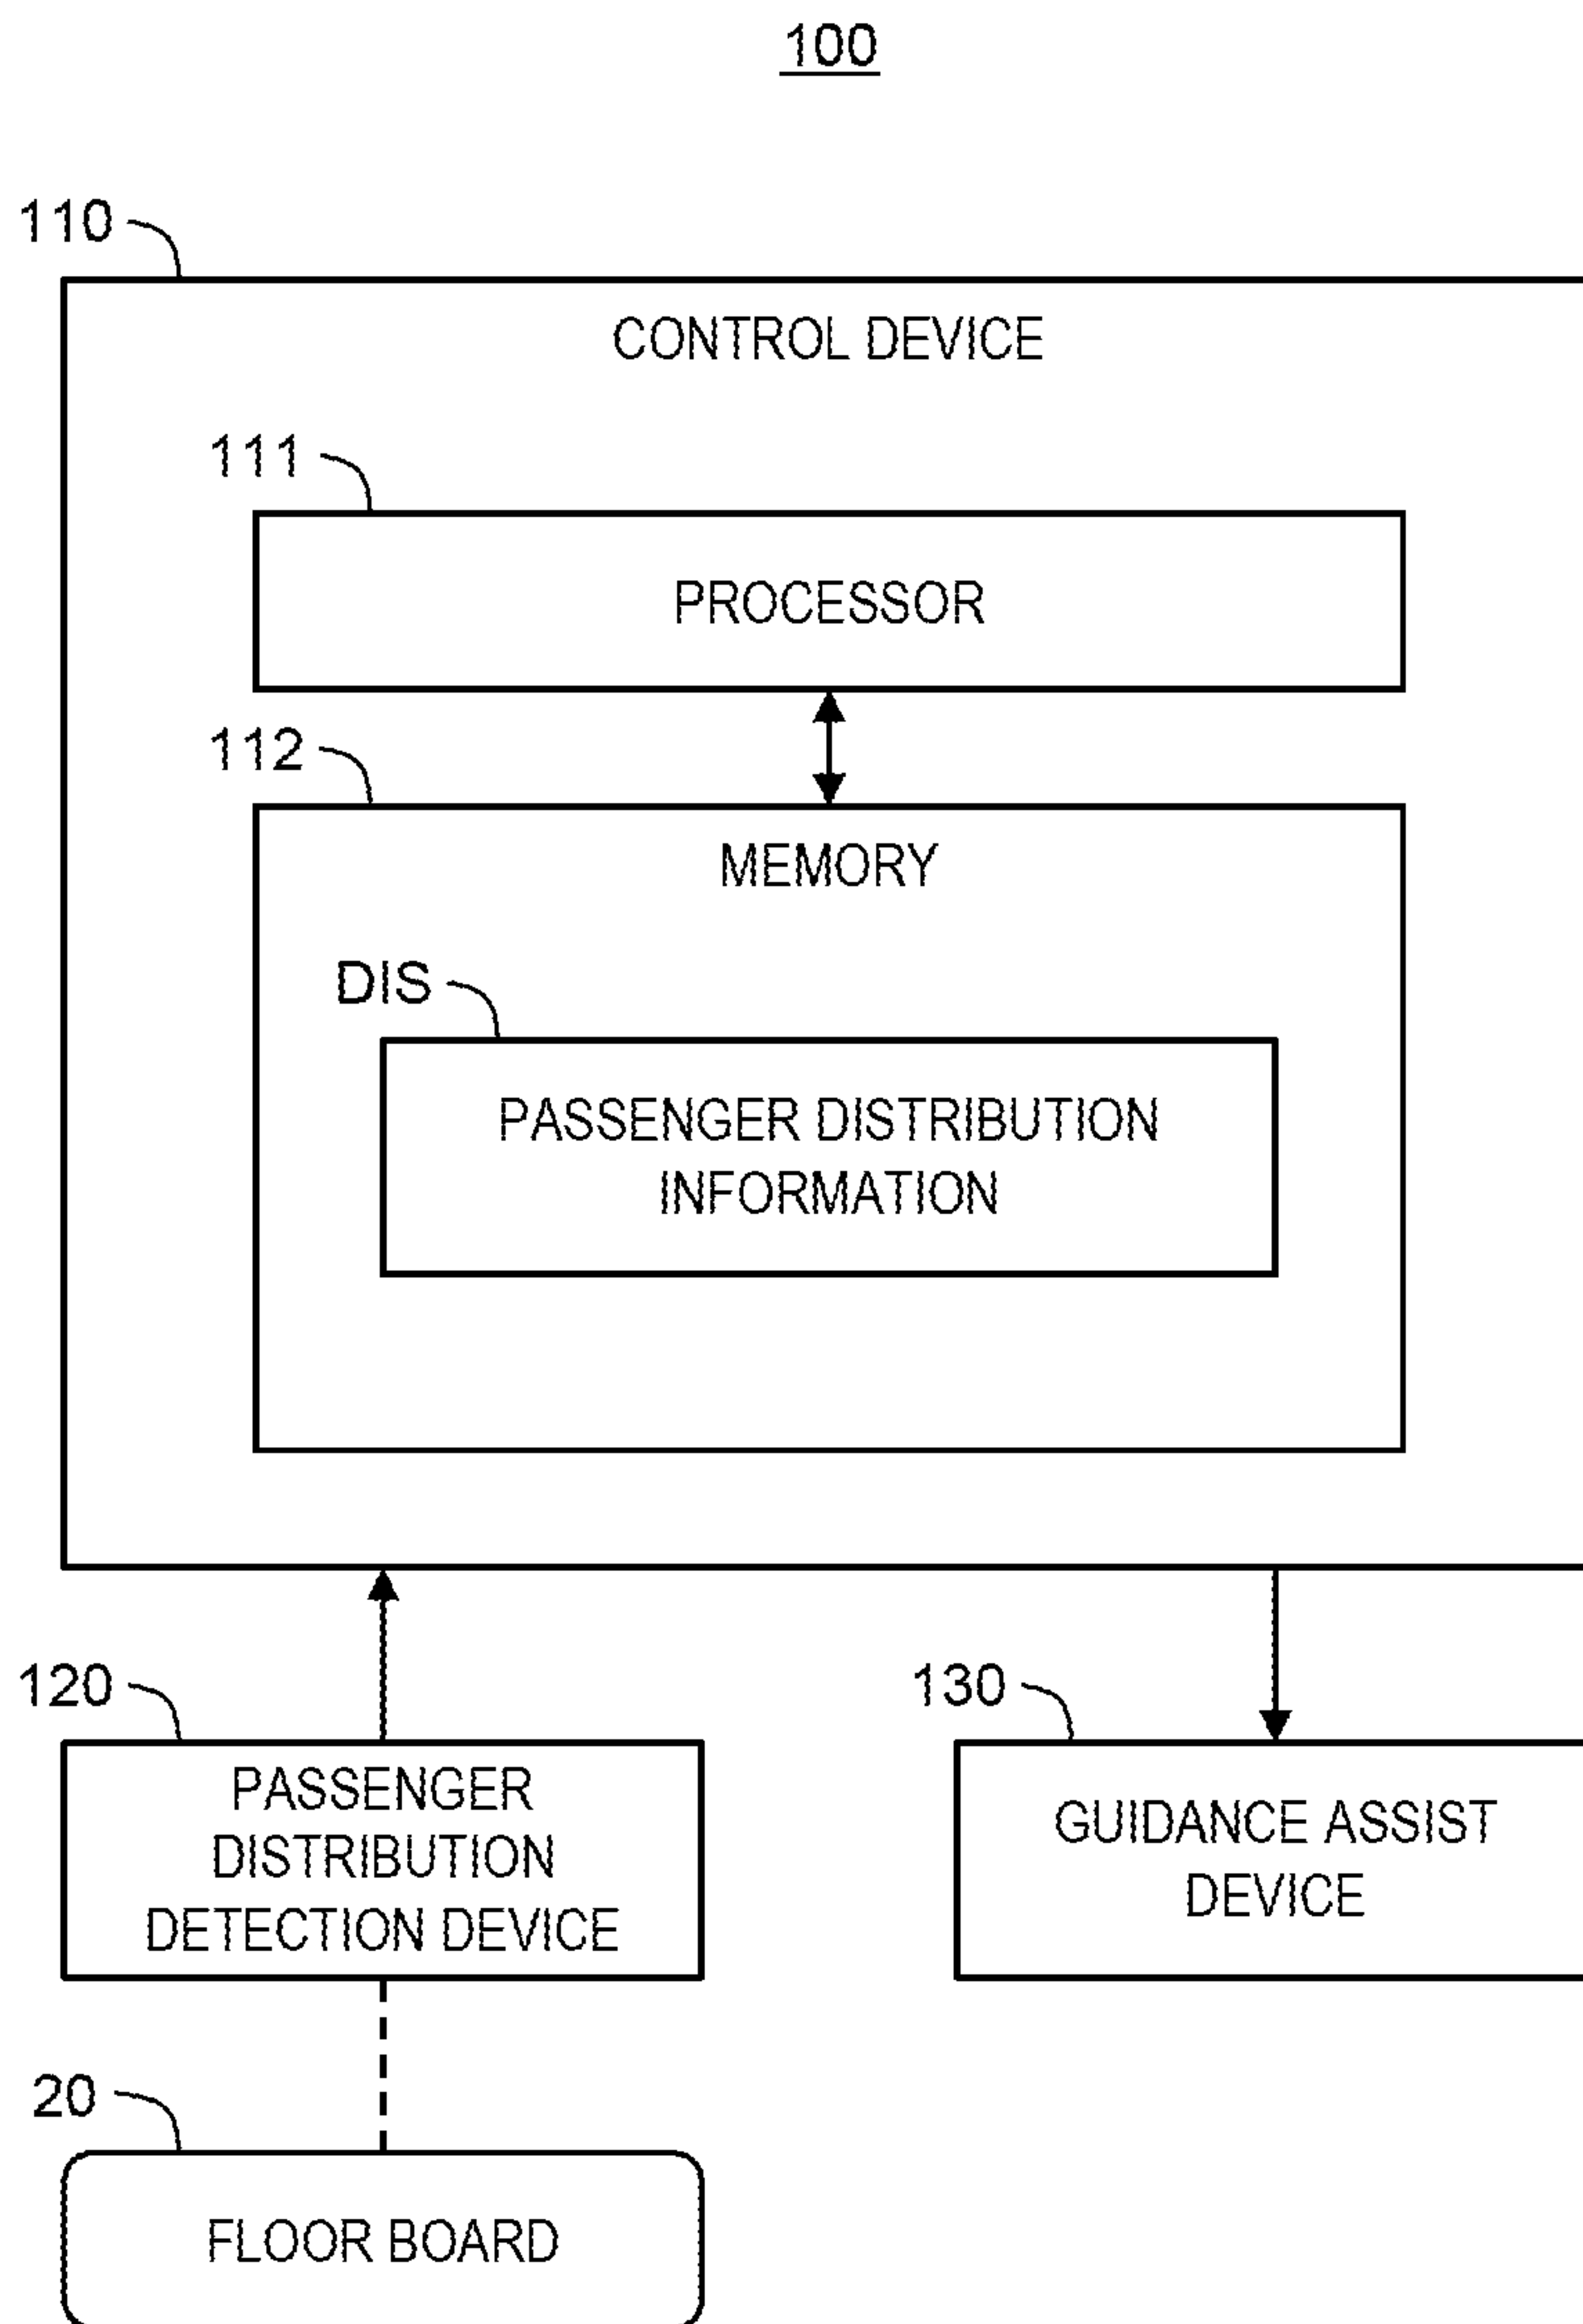 100
110
CONTROL DEVICE
111
PROCESSOR
112
MEMORY
DIS
PASSENGER DISTRIBUTION
INFORMATION
120
PASSENGER
DISTRIBUTION
DETECTION DEVICE
130
GUIDANCE ASSIST
DEVICE
20
FLOOR BOARD